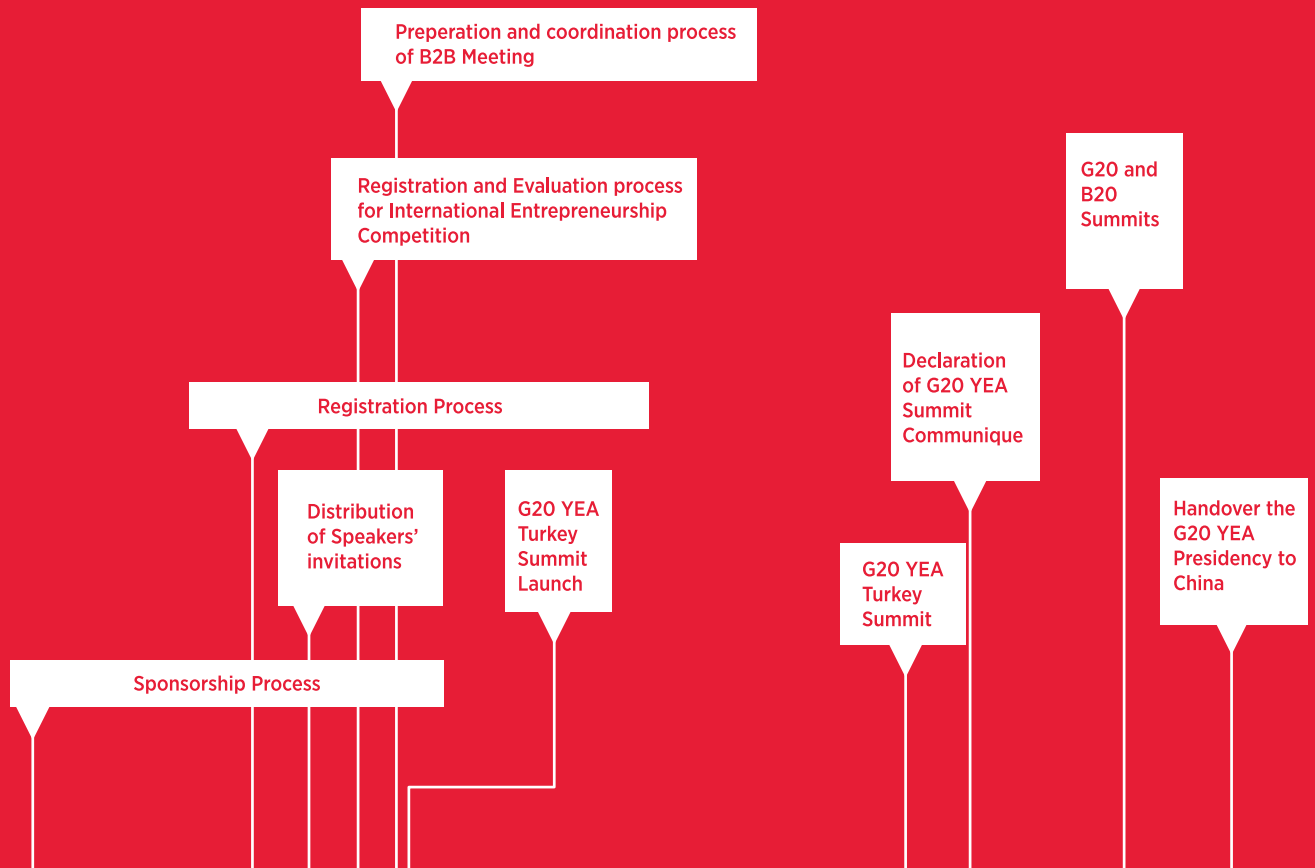 Preperation and coordination process
of B2B Meeting
Registration and Evaluation process
for International Entrepreneurship
Competition
G20 and
B20
Summits
Declaration
of G20 YEA
Summit
Communique
Registration Process
Distribution
of Speakers’
invitations
G20 YEA
Turkey
Summit
Launch
Handover the
G20 YEA
Presidency to
China
G20 YEA
Turkey
Summit
Sponsorship Process